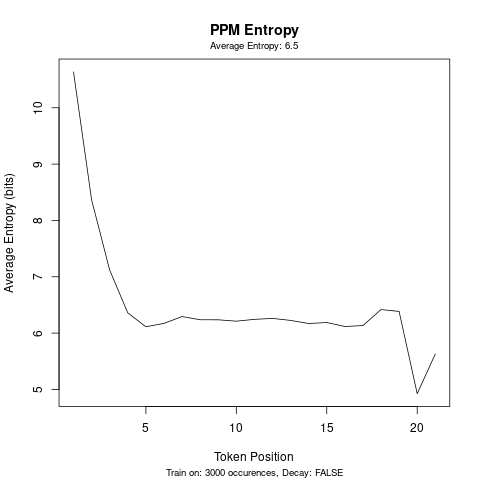 PPM Entropy
Average Entropy: 6.5
Average Entropy (bits)
10
9
8
7
6
5
5
10
15
20
Token Position
Train on: 3000 occurences, Decay: FALSE